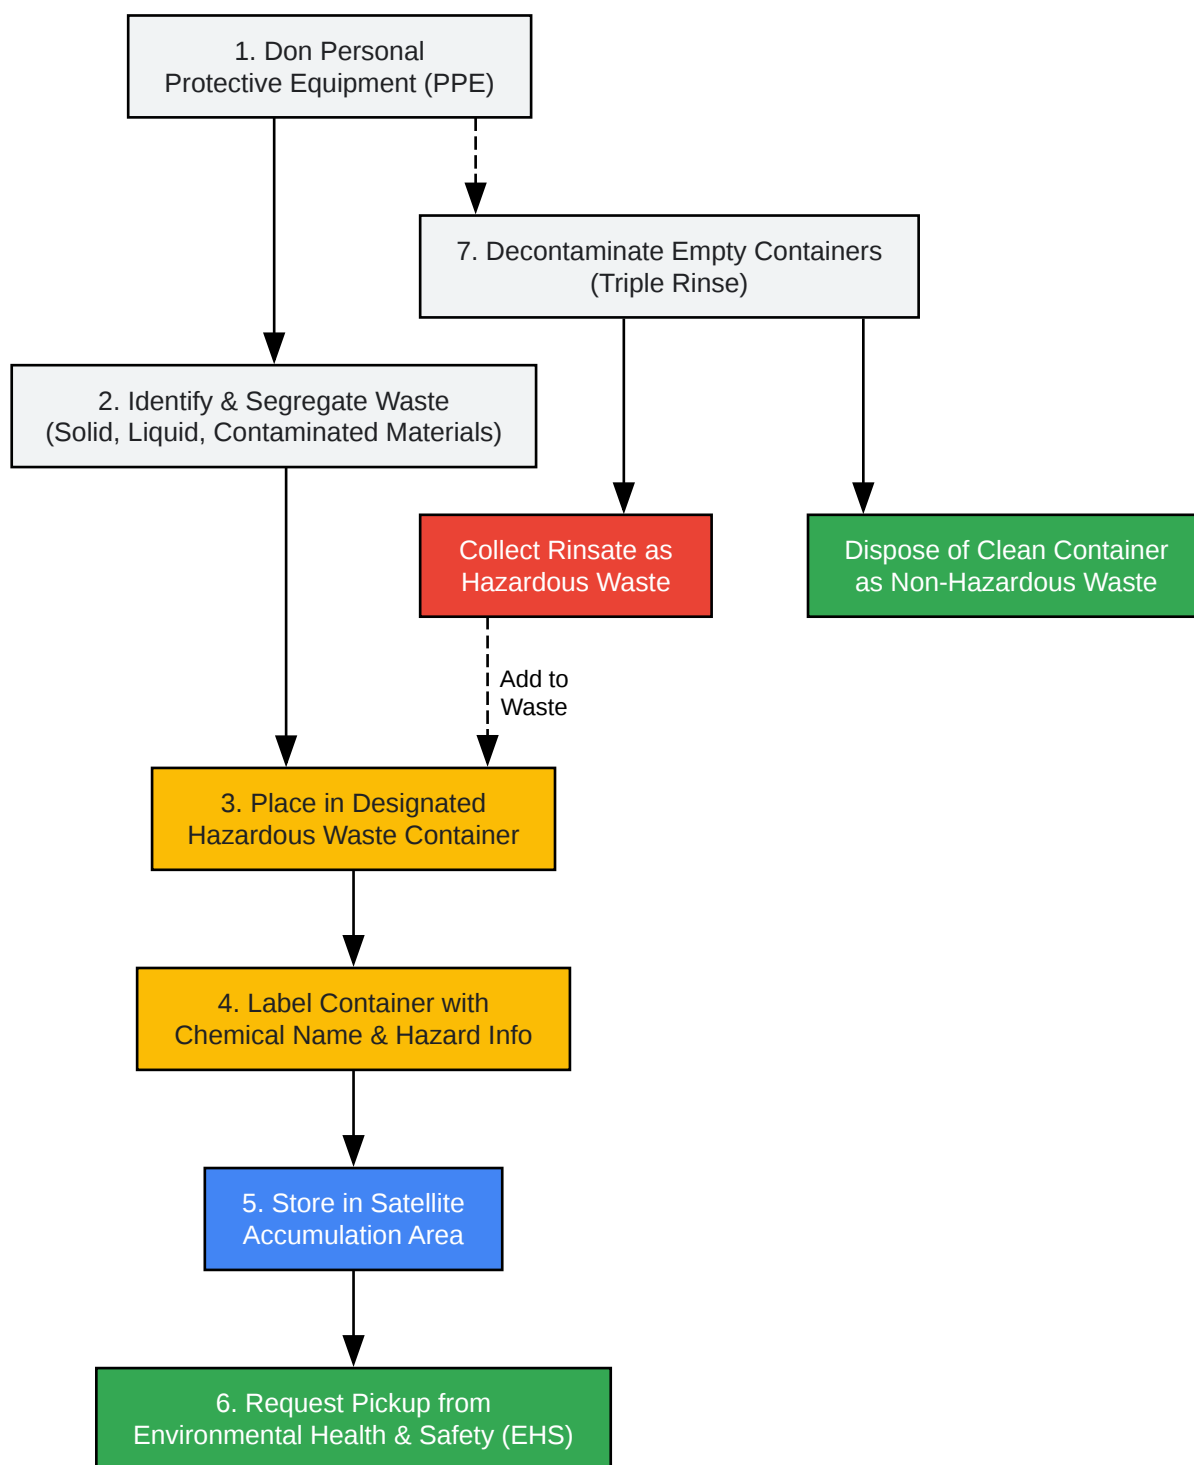 1. Don Personal
Protective Equipment (PPE)
7. Decontaminate Empty Containers
(Triple Rinse)
2. Identify & Segregate Waste
(Solid, Liquid, Contaminated Materials)
Collect Rinsate as
Hazardous Waste
Dispose of Clean Container
as Non-Hazardous Waste
Add to
Waste
3. Place in Designated
Hazardous Waste Container
4. Label Container with
Chemical Name & Hazard Info
5. Store in Satellite
Accumulation Area
6. Request Pickup from
Environmental Health & Safety (EHS)